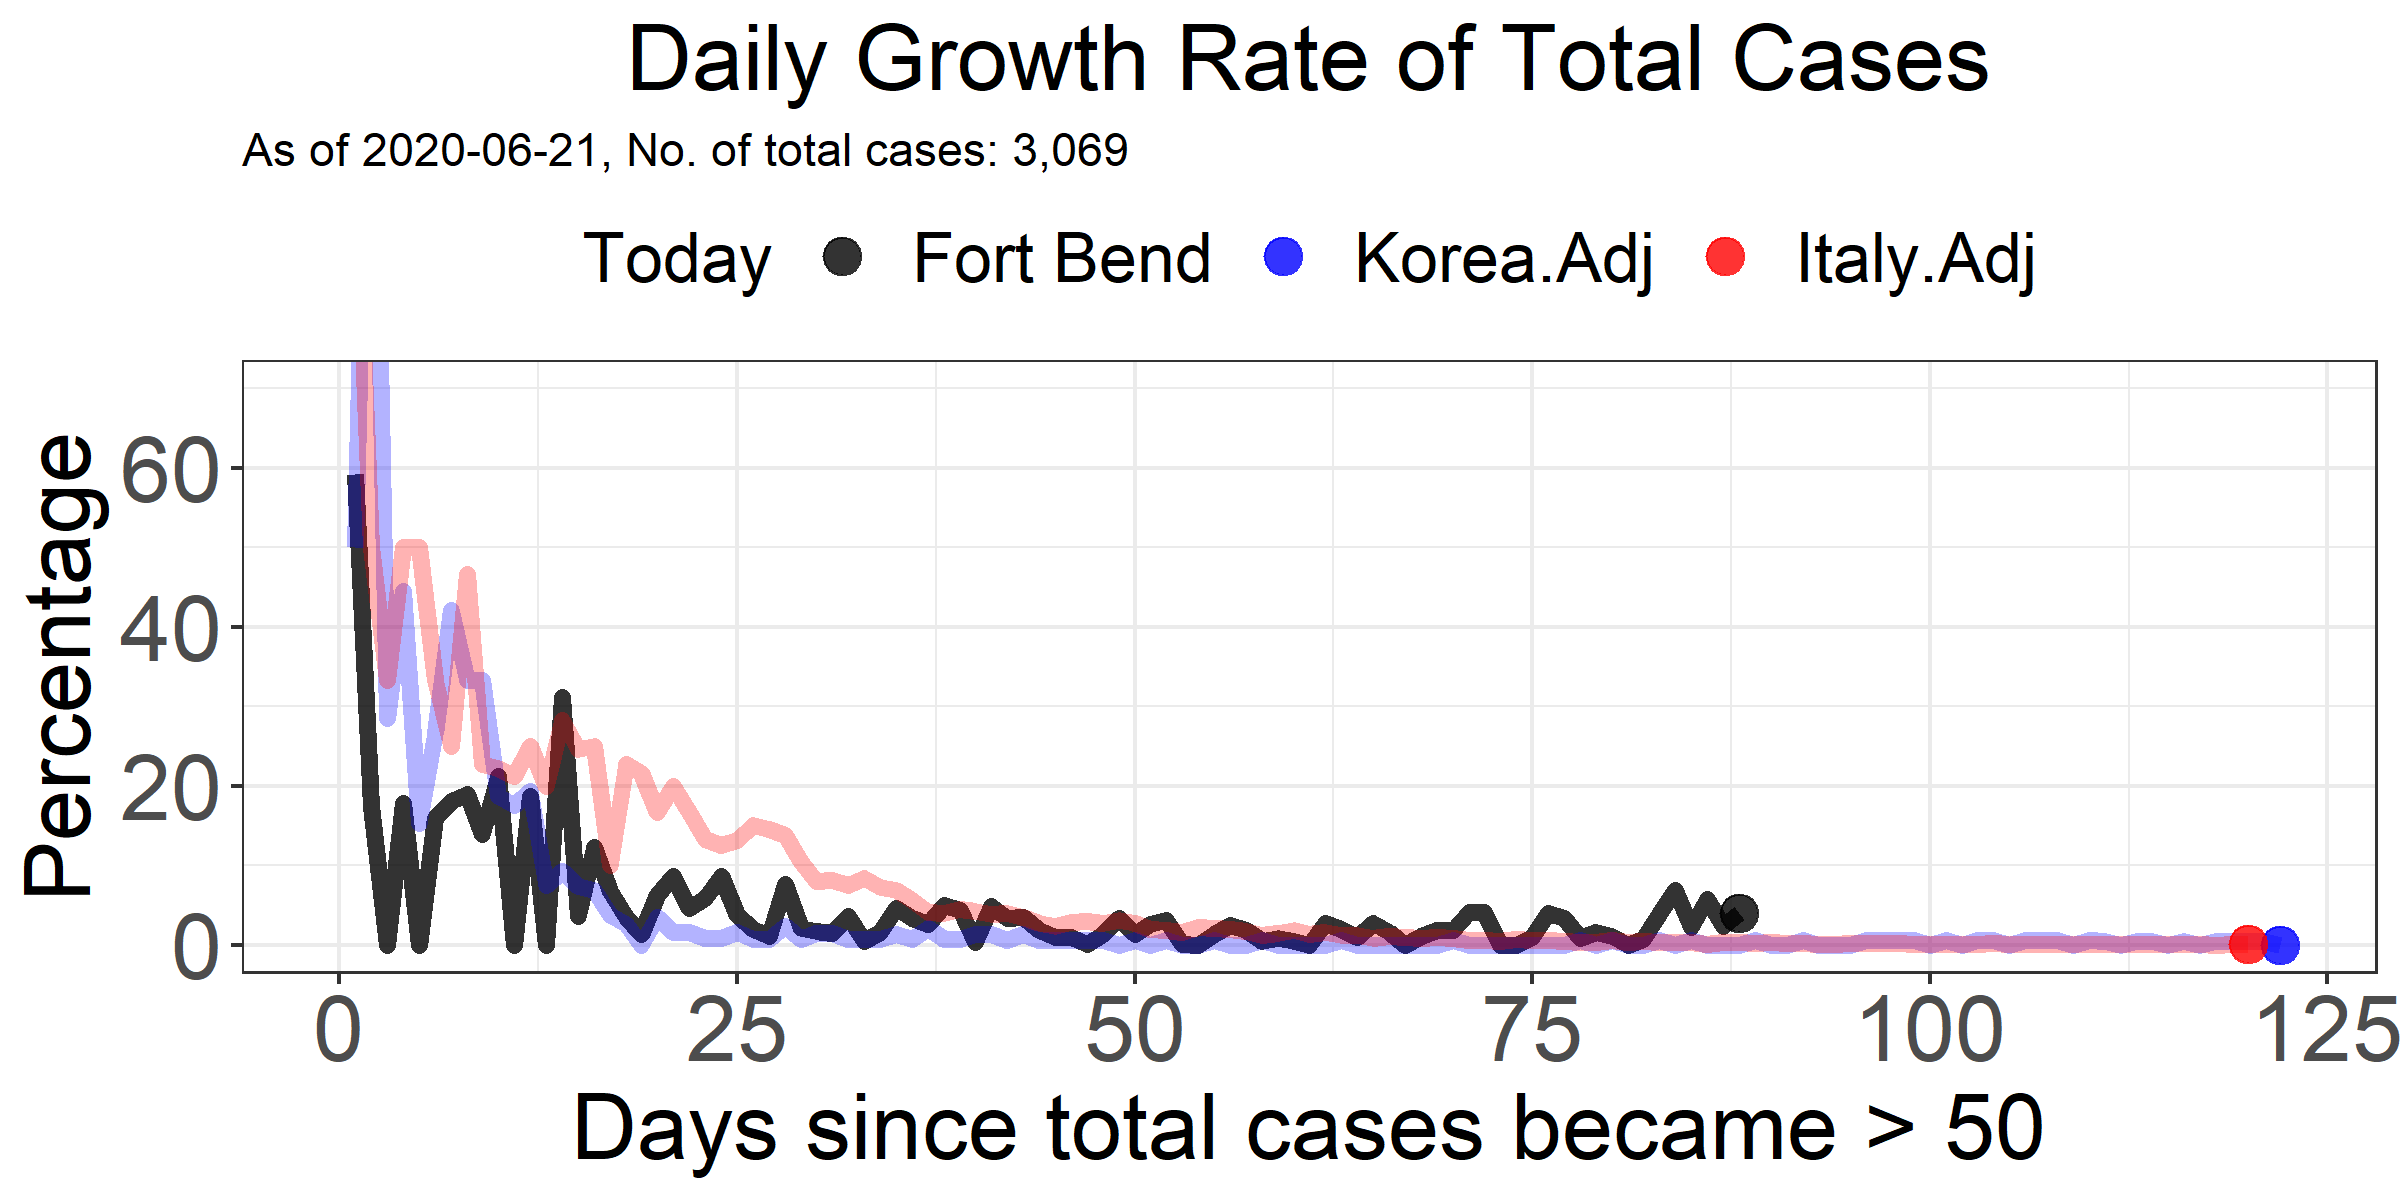 Daily Growth Rate of Total Cases
As of 2020-06-21, No. of total cases: 3,069
Today Fort Bend Korea.Adj Italy.Adj
Percentage
60
40
20
0
0 25 50 75 100 125
Days since total cases became > 50